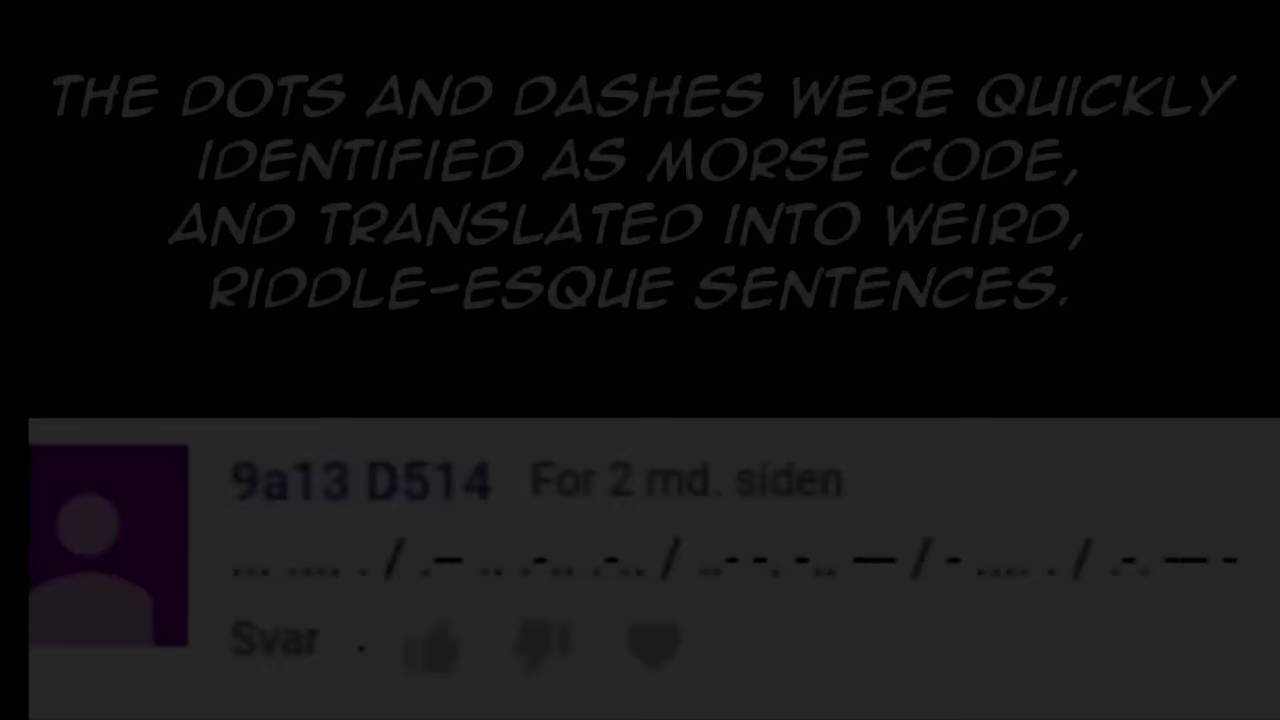 THE DOTS AND DASHES WERE QUICKLY
IDENTIFIED AS MORSE CODE,
AND TRANSLATED INTO WEIRD,
RIDDLE-ESQUE SENTENCES.
9a13 D514 For 2 md. siden
... .... . / .-- .. .-.. .-.. / ..- -. -.. --- / - .... . / .-. --- -
Svar ·